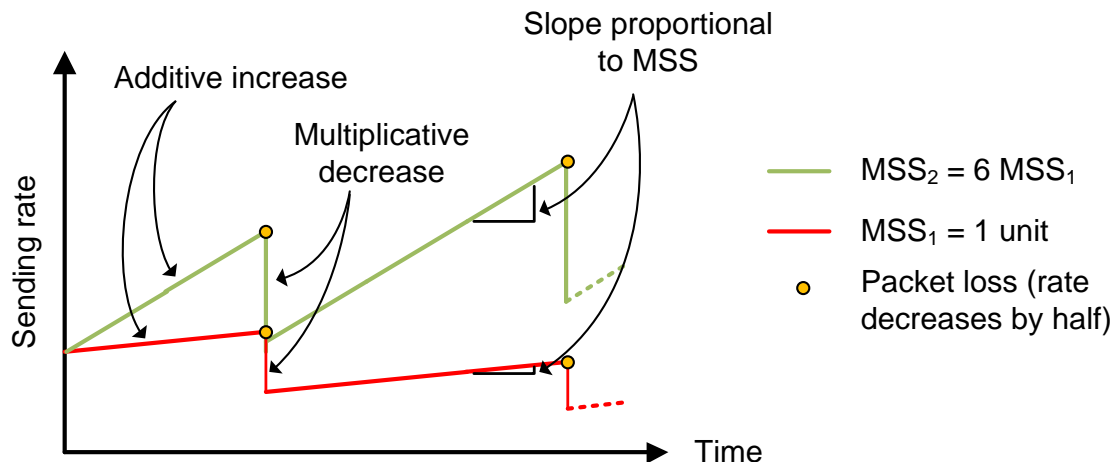 Slope proportional
to MSS
Additive increase
Multiplicative
decrease
Sending rate
MSS₂ = 6 MSS₁
MSS₁ = 1 unit
Packet loss (rate
decreases by half)
Time